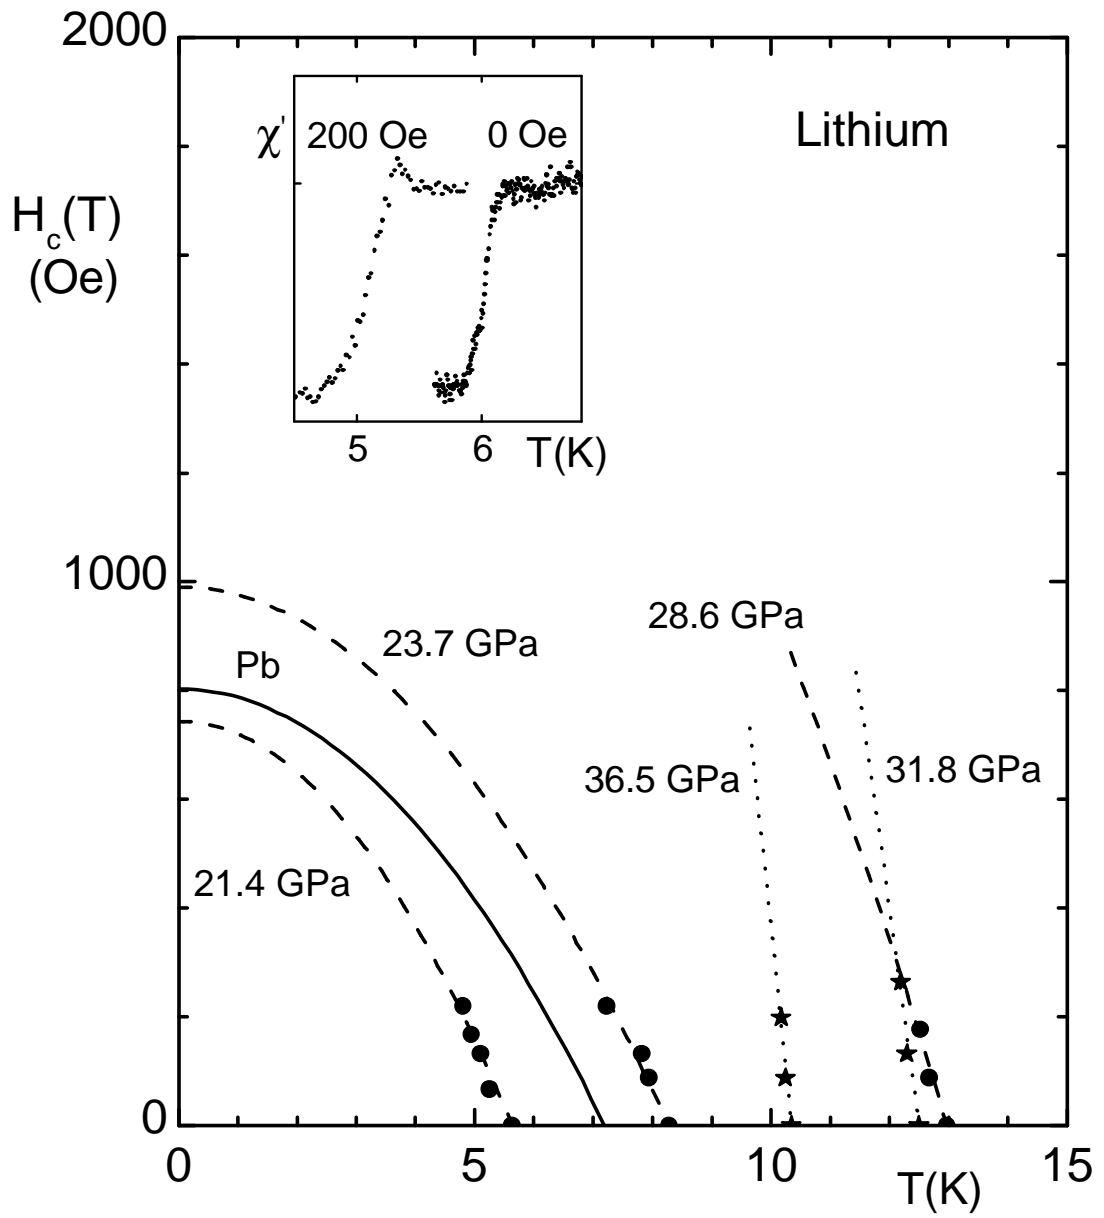 2000
χ'
200 Oe
0 Oe
Lithium
H_c(T)
(Oe)
5
6
T(K)
1000
28.6 GPa
23.7 GPa
Pb
36.5 GPa
31.8 GPa
21.4 GPa
0
0
5
10
15
T(K)